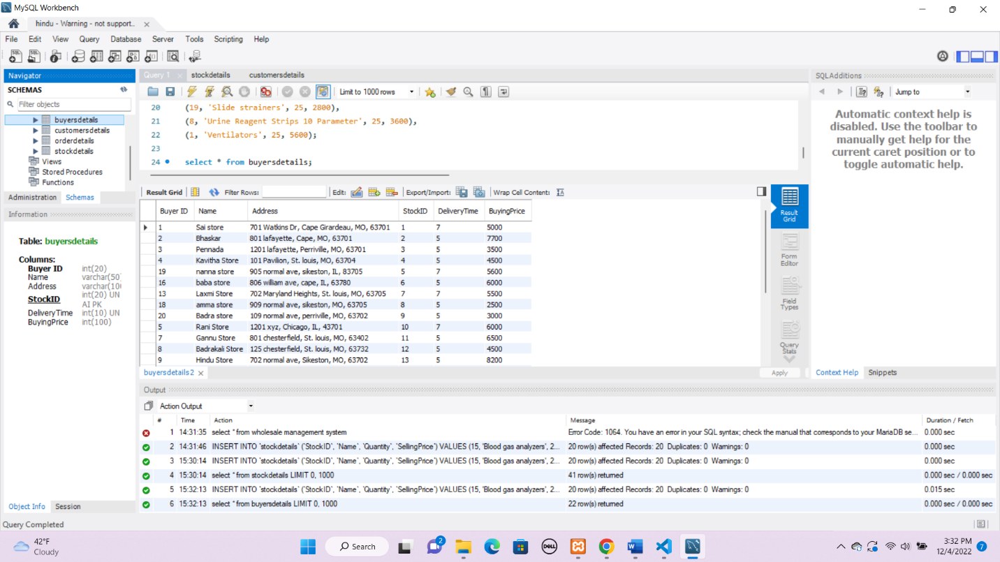 MySQL Workbench
hindu - Warning - not support..
File Edit View Query Database Server Tools Scripting Help
Navigator
SCHEMAS
Filter objects
buyersdetails
customersdetails
orderdetails
stockdetails
Views
Stored Procedures
Functions
Administration Schemas
Information
Table: buyersdetails
Columns:
Buyer ID int(20)
Name varchar(50)
Address varchar(100
StockID int(20) UN
AI PK
DeliveryTime int(10) UN
BuyingPrice int(100)
Object Info Session
Query 1 stockdetails customersdetails
Limit to 1000 rows
20 (19, 'Slide strainers', 25, 2800),
21 (8, 'Urine Reagent Strips 10 Parameter', 25, 3600),
22 (1, 'Ventilators', 25, 5600);
23
24 select * from buyersdetails;
Result Grid Filter Rows: Edit: Export/Import: Wrap Cell Content:
Buyer ID Name Address StockID DeliveryTime BuyingPrice
1 Sai store 701 Watkins Dr, Cape Girardeau, MO, 63701 1 7 5000
2 Bhaskar 801 lafayette, Cape, MO, 63701 2 5 7700
3 Pennada 1201 lafayette, Perriville, MO, 63701 3 5 3500
4 Kavitha Store 101 Pavilion, St. louis, MO, 63704 4 5 4500
19 nanna store 905 normal ave, sikeston, IL, 83705 5 7 5600
16 baba store 806 william ave, cape, IL, 63780 6 5 6000
13 Laxmi Store 702 Maryland Heights, St. louis, MO, 63705 7 7 5500
18 amma store 909 normal ave, sikeston, MO, 63705 8 5 2500
20 Badra store 109 normal ave, perriville, MO, 63702 9 5 3000
5 Rani Store 1201 xyz, Chicago, IL, 43701 10 7 6000
7 Gannu Store 801 chesterfield, St. louis, MO, 63402 11 5 6500
8 Badrakali Store 125 chesterfield, St. louis, MO, 63732 12 5 4500
9 Hindu Store 702 normal ave, Sikeston, MO, 63702 13 5 8200
Result
Grid
Form
Editor
Field
Types
Query
Stats
buyersdetails2
Apply
SQLAdditions
Jump to
Automatic context help is
disabled. Use the toolbar to
manually get help for the
current caret position or to
toggle automatic help.
Context Help Snippets
Output
Action Output
# Time Action Message Duration / Fetch
1 14:31:35 select * from wholesale management system Error Code: 1064. You have an error in your SQL syntax; check the manual that corresponds to your MariaDB se... 0.000 sec
2 14:31:46 INSERT INTO `stockdetails` (`StockID`, `Name`, `Quantity`, `SellingPrice`) VALUES (15, 'Blood gas analyzers', 2... 20 row(s) affected Records: 20 Duplicates: 0 Warnings: 0 0.000 sec
3 15:30:14 INSERT INTO `stockdetails` (`StockID`, `Name`, `Quantity`, `SellingPrice`) VALUES (15, 'Blood gas analyzers', 2... 20 row(s) affected Records: 20 Duplicates: 0 Warnings: 0 0.000 sec
4 15:30:14 select * from stockdetails LIMIT 0, 1000 41 row(s) returned 0.000 sec / 0.000 sec
5 15:32:13 INSERT INTO `stockdetails` (`StockID`, `Name`, `Quantity`, `SellingPrice`) VALUES (15, 'Blood gas analyzers', 2... 20 row(s) affected Records: 20 Duplicates: 0 Warnings: 0 0.015 sec
6 15:32:13 select * from buyersdetails LIMIT 0, 1000 22 row(s) returned 0.000 sec / 0.000 sec
Query Completed
42°F
Cloudy
Search
2
DELL
3:32 PM
12/4/2022
7